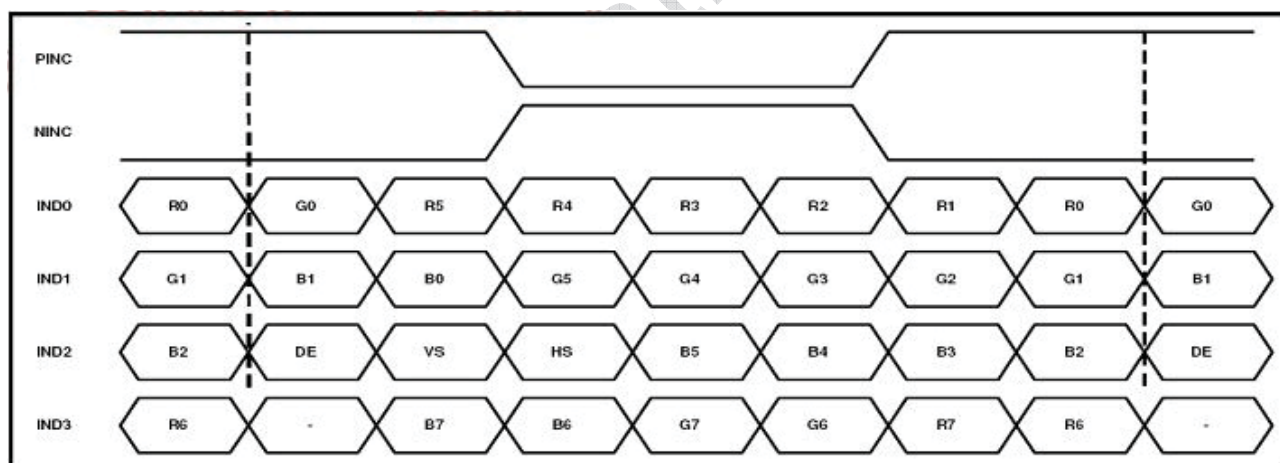 PINC
NINC
IND0 R0 G0 R5 R4 R3 R2 R1 R0 G0
IND1 G1 B1 B0 G5 G4 G3 G2 G1 B1
IND2 B2 DE VS HS B5 B4 B3 B2 DE
IND3 R6 - B7 B6 G7 G6 R7 R6 -